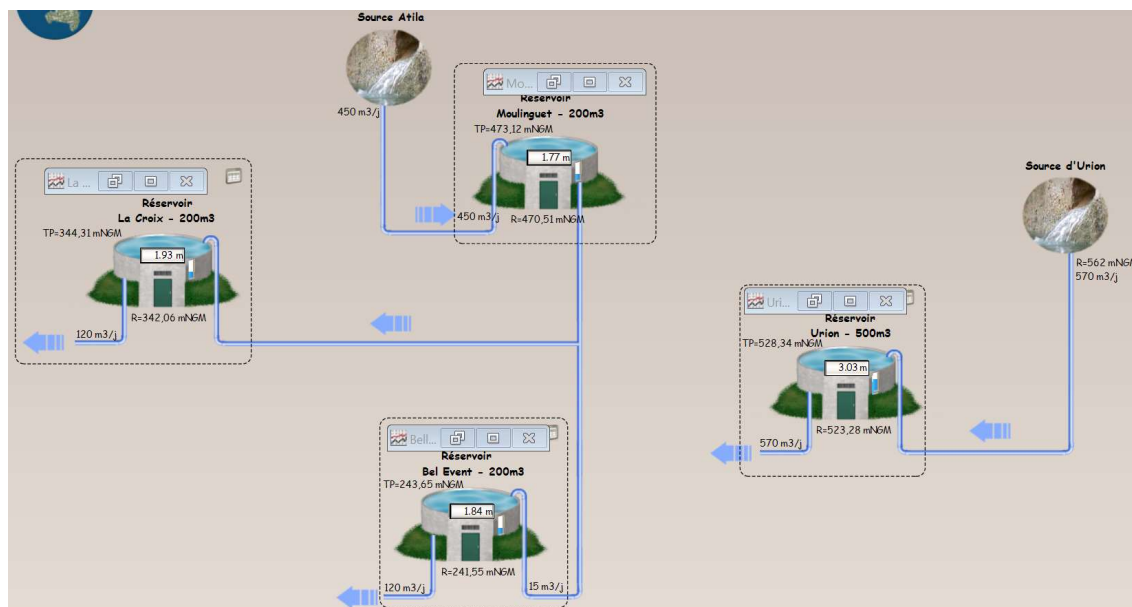 Source Atila
450 m3/j
Mo...
Réservoir
Moulinguet - 200m3
TP=473,12 mNGM
1.77 m
450 m3/j
R=470,51 mNGM
La ...
Réservoir
La Croix - 200m3
TP=344,31 mNGM
1.93 m
R=342,06 mNGM
120 m3/j
Source d'Urion
R=562 mNGM
570 m3/j
Uri...
Réservoir
Urion - 500m3
TP=528,34 mNGM
3.03 m
R=523,28 mNGM
570 m3/j
Bell...
Réservoir
Bel Event - 200m3
TP=243,65 mNGM
1.84 m
R=241,55 mNGM
120 m3/j
15 m3/j